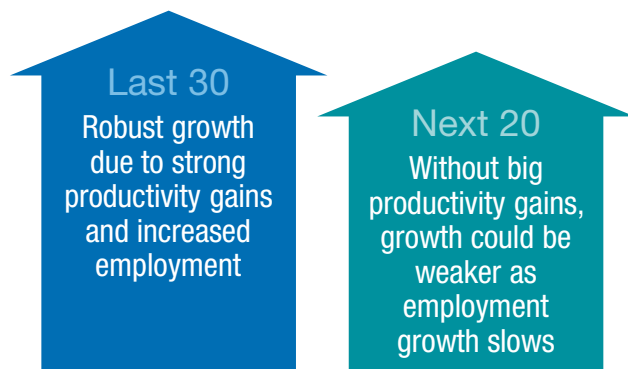 Last 30
Robust growth
due to strong
productivity gains
and increased
employment
Next 20
Without big
productivity gains,
growth could be
weaker as
employment
growth slows